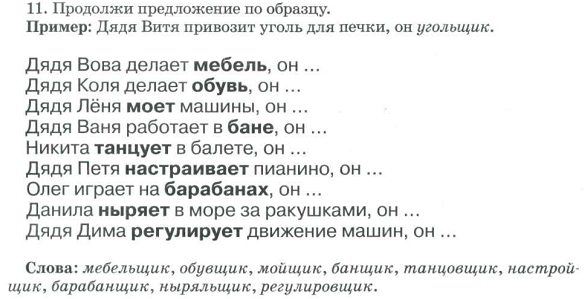 11. Продолжи предложение по образцу.
Пример: Дядя Витя привозит уголь для печки, он угольщик.
Дядя Вова делает мебель, он ...
Дядя Коля делает обувь, он ...
Дядя Лёня моет машины, он ...
Дядя Ваня работает в бане, он ...
Никита танцует в балете, он ...
Дядя Петя настраивает пианино, он ...
Олег играет на барабанах, он ...
Данила ныряет в море за ракушками, он ...
Дядя Дима регулирует движение машин, он ...
Слова: мебельщик, обувщик, мойщик, банщик, танцовщик, настрой-
щик, барабанщик, ныряльщик, регулировщик.